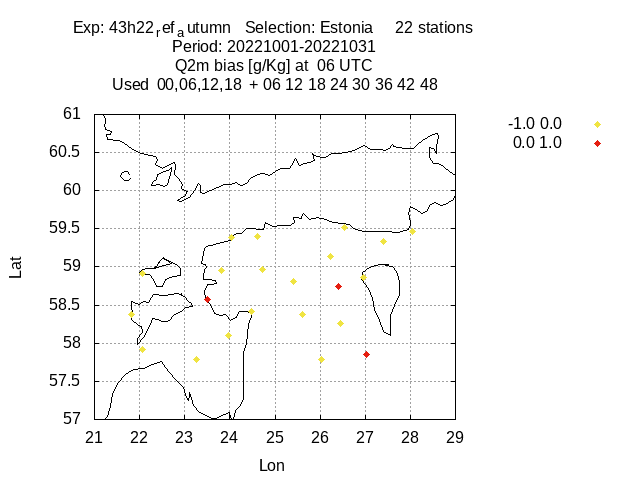 Exp: 43h22_ref_autumn   Selection: Estonia     22 stations
Period: 20221001-20221031
Q2m bias [g/Kg] at  06 UTC
Used  00,06,12,18  + 06 12 18 24 30 36 42 48
-1.0 0.0
0.0 1.0
61
60.5
60
59.5
59
58.5
58
57.5
57
Lat
21 22 23 24 25 26 27 28 29
Lon